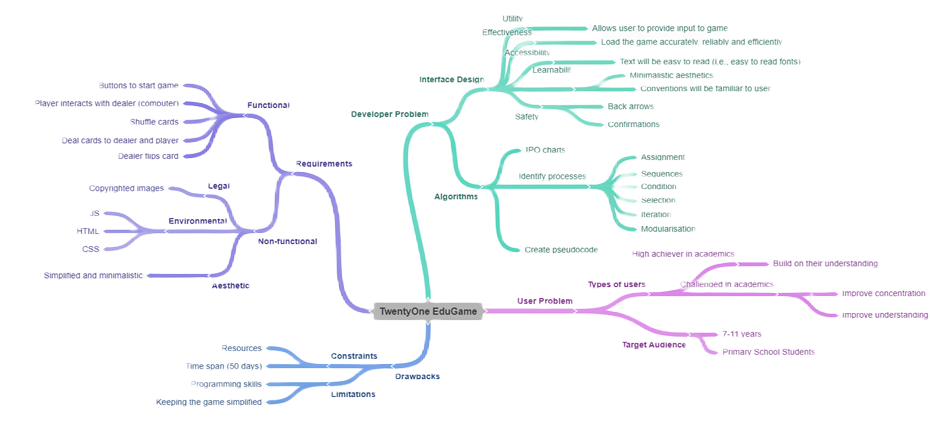 TwentyOne EduGame
Requirements
Functional
Buttons to start game
Player interacts with dealer (computer)
Shuffle cards
Deal cards to dealer and player
Dealer flips card
Non-functional
Legal
Copyrighted images
Environmental
JS
HTML
CSS
Aesthetic
Simplified and minimalistic
Developer Problem
Interface Design
Utility
Allows user to provide input to game
Effectiveness
Load the game accurately, reliably and efficiently
Accessibility
Text will be easy to read (i.e., easy to read fonts)
Minimalistic aesthetics
Conventions will be familiar to user
Safety
Back arrows
Confirmations
Algorithms
IPO charts
Identify processes
Assignment
Sequences
Condition
Selection
Iteration
Modularisation
Create pseudocode
User Problem
Types of users
High achiever in academics
Build on their understanding
Challenged in academics
Improve concentration
Improve understanding
Target Audience
7-11 years
Primary School Students
Drawbacks
Constraints
Resources
Time span (50 days)
Limitations
Programming skills
Keeping the game simplified